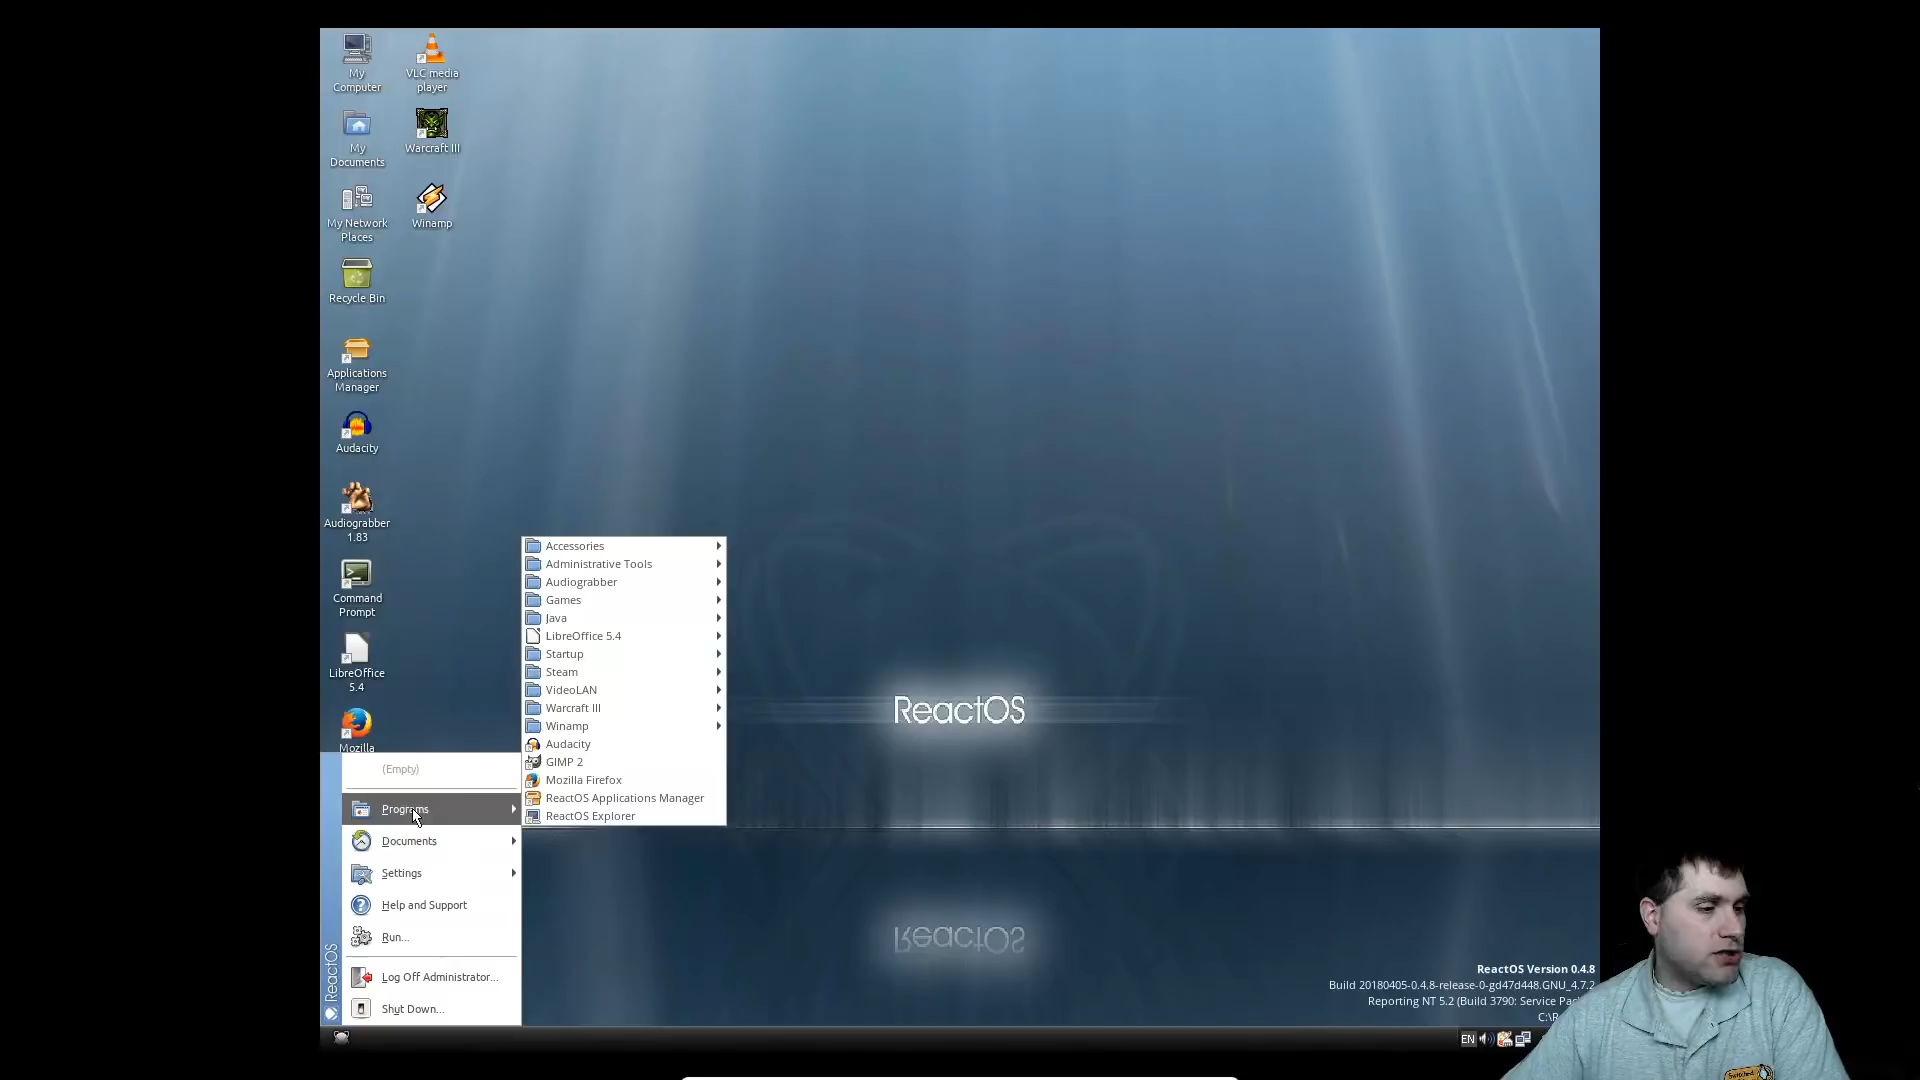 My
Computer
VLC media
player
My
Documents
Warcraft III
My Network
Places
Winamp
Recycle Bin
Applications
Manager
Audacity
Audiograbber
1.83
Command
Prompt
LibreOffice
5.4
Mozilla
(Empty)
Programs
Documents
Settings
Help and Support
Run...
Log Off Administrator...
Shut Down...
ReactOS
Accessories
Administrative Tools
Audiograbber
Games
Java
LibreOffice 5.4
Startup
Steam
VideoLAN
Warcraft III
Winamp
Audacity
GIMP 2
Mozilla Firefox
ReactOS Applications Manager
ReactOS Explorer
ReactOS
ReactOS
ReactOS Version 0.4.8
Build 20180405-0.4.8-release-0-gd47d448.GNU_4.7.2
Reporting NT 5.2 (Build 3790: Service
C:\R
EN